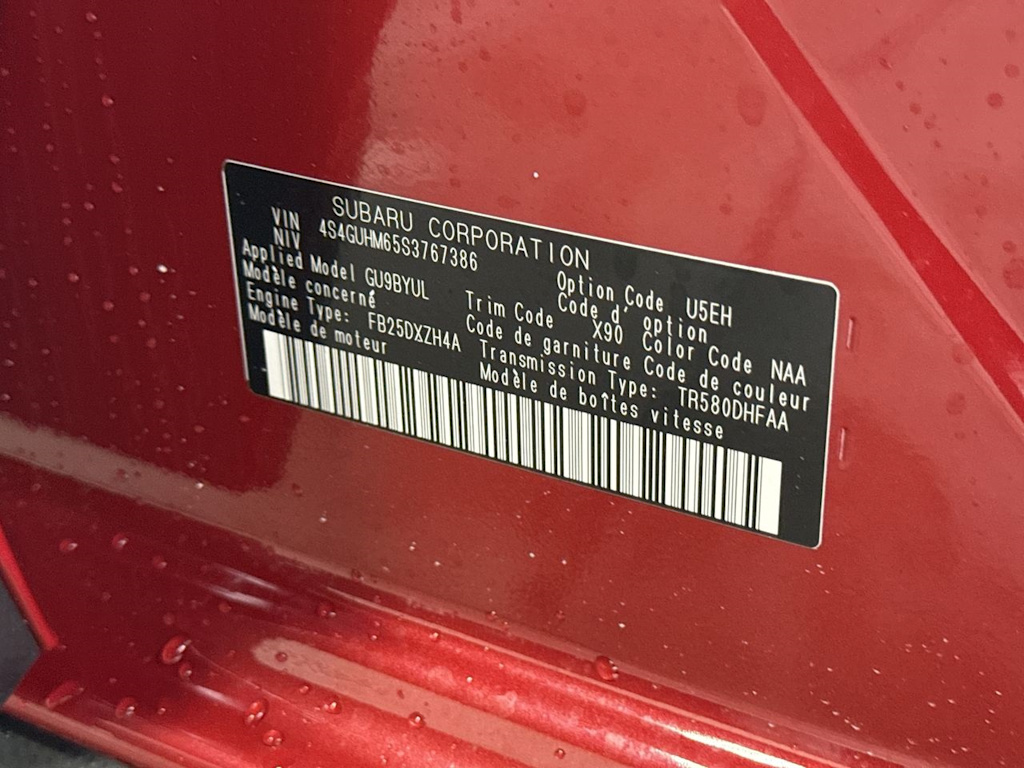 SUBARU CORPORATION
VIN 4S4GUHM65S3767386
NIV
Applied Model GU9BYUL
Modèle concerné
Engine Type: FB25DXZH4A
Modèle de moteur
Option Code U5EH
Code d' option
Trim Code X90 Color Code NAA
Code de garniture Code de couleur
Transmission Type: TR580DHFAA
Modèle de boîtes vitesse